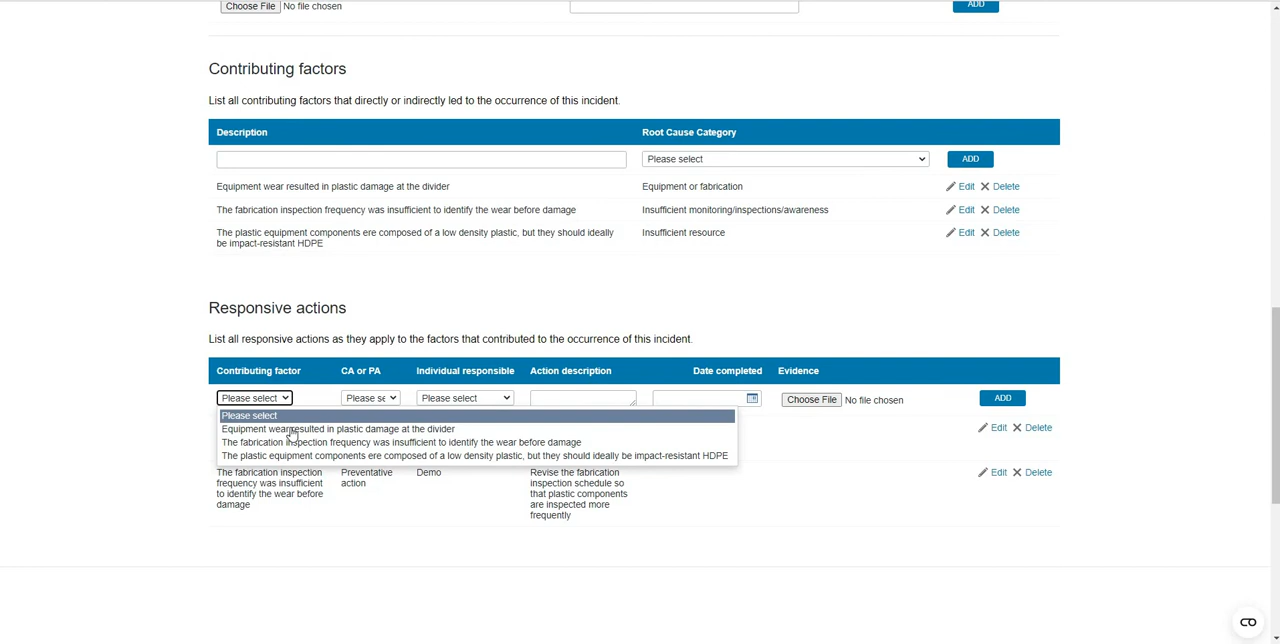 Choose File No file chosen
ADD
Contributing factors
List all contributing factors that directly or indirectly led to the occurrence of this incident.
Description Root Cause Category
Please select ADD
Equipment wear resulted in plastic damage at the divider Equipment or fabrication Edit Delete
The fabrication inspection frequency was insufficient to identify the wear before damage Insufficient monitoring/inspections/awareness Edit Delete
The plastic equipment components ere composed of a low density plastic, but they should ideally Insufficient resource Edit Delete
be impact-resistant HDPE
Responsive actions
List all responsive actions as they apply to the factors that contributed to the occurrence of this incident.
Contributing factor CA or PA Individual responsible Action description Date completed Evidence
Please select Please se Please select Choose File No file chosen ADD
Please select
Equipment wear resulted in plastic damage at the divider Edit Delete
The fabrication inspection frequency was insufficient to identify the wear before damage
The plastic equipment components ere composed of a low density plastic, but they should ideally be impact-resistant HDPE
The fabrication Preventative Demo Revise the fabrication Edit Delete
inspection frequency action inspection schedule so
was insufficient that plastic components
to identify the wear before are inspected more
damage frequently